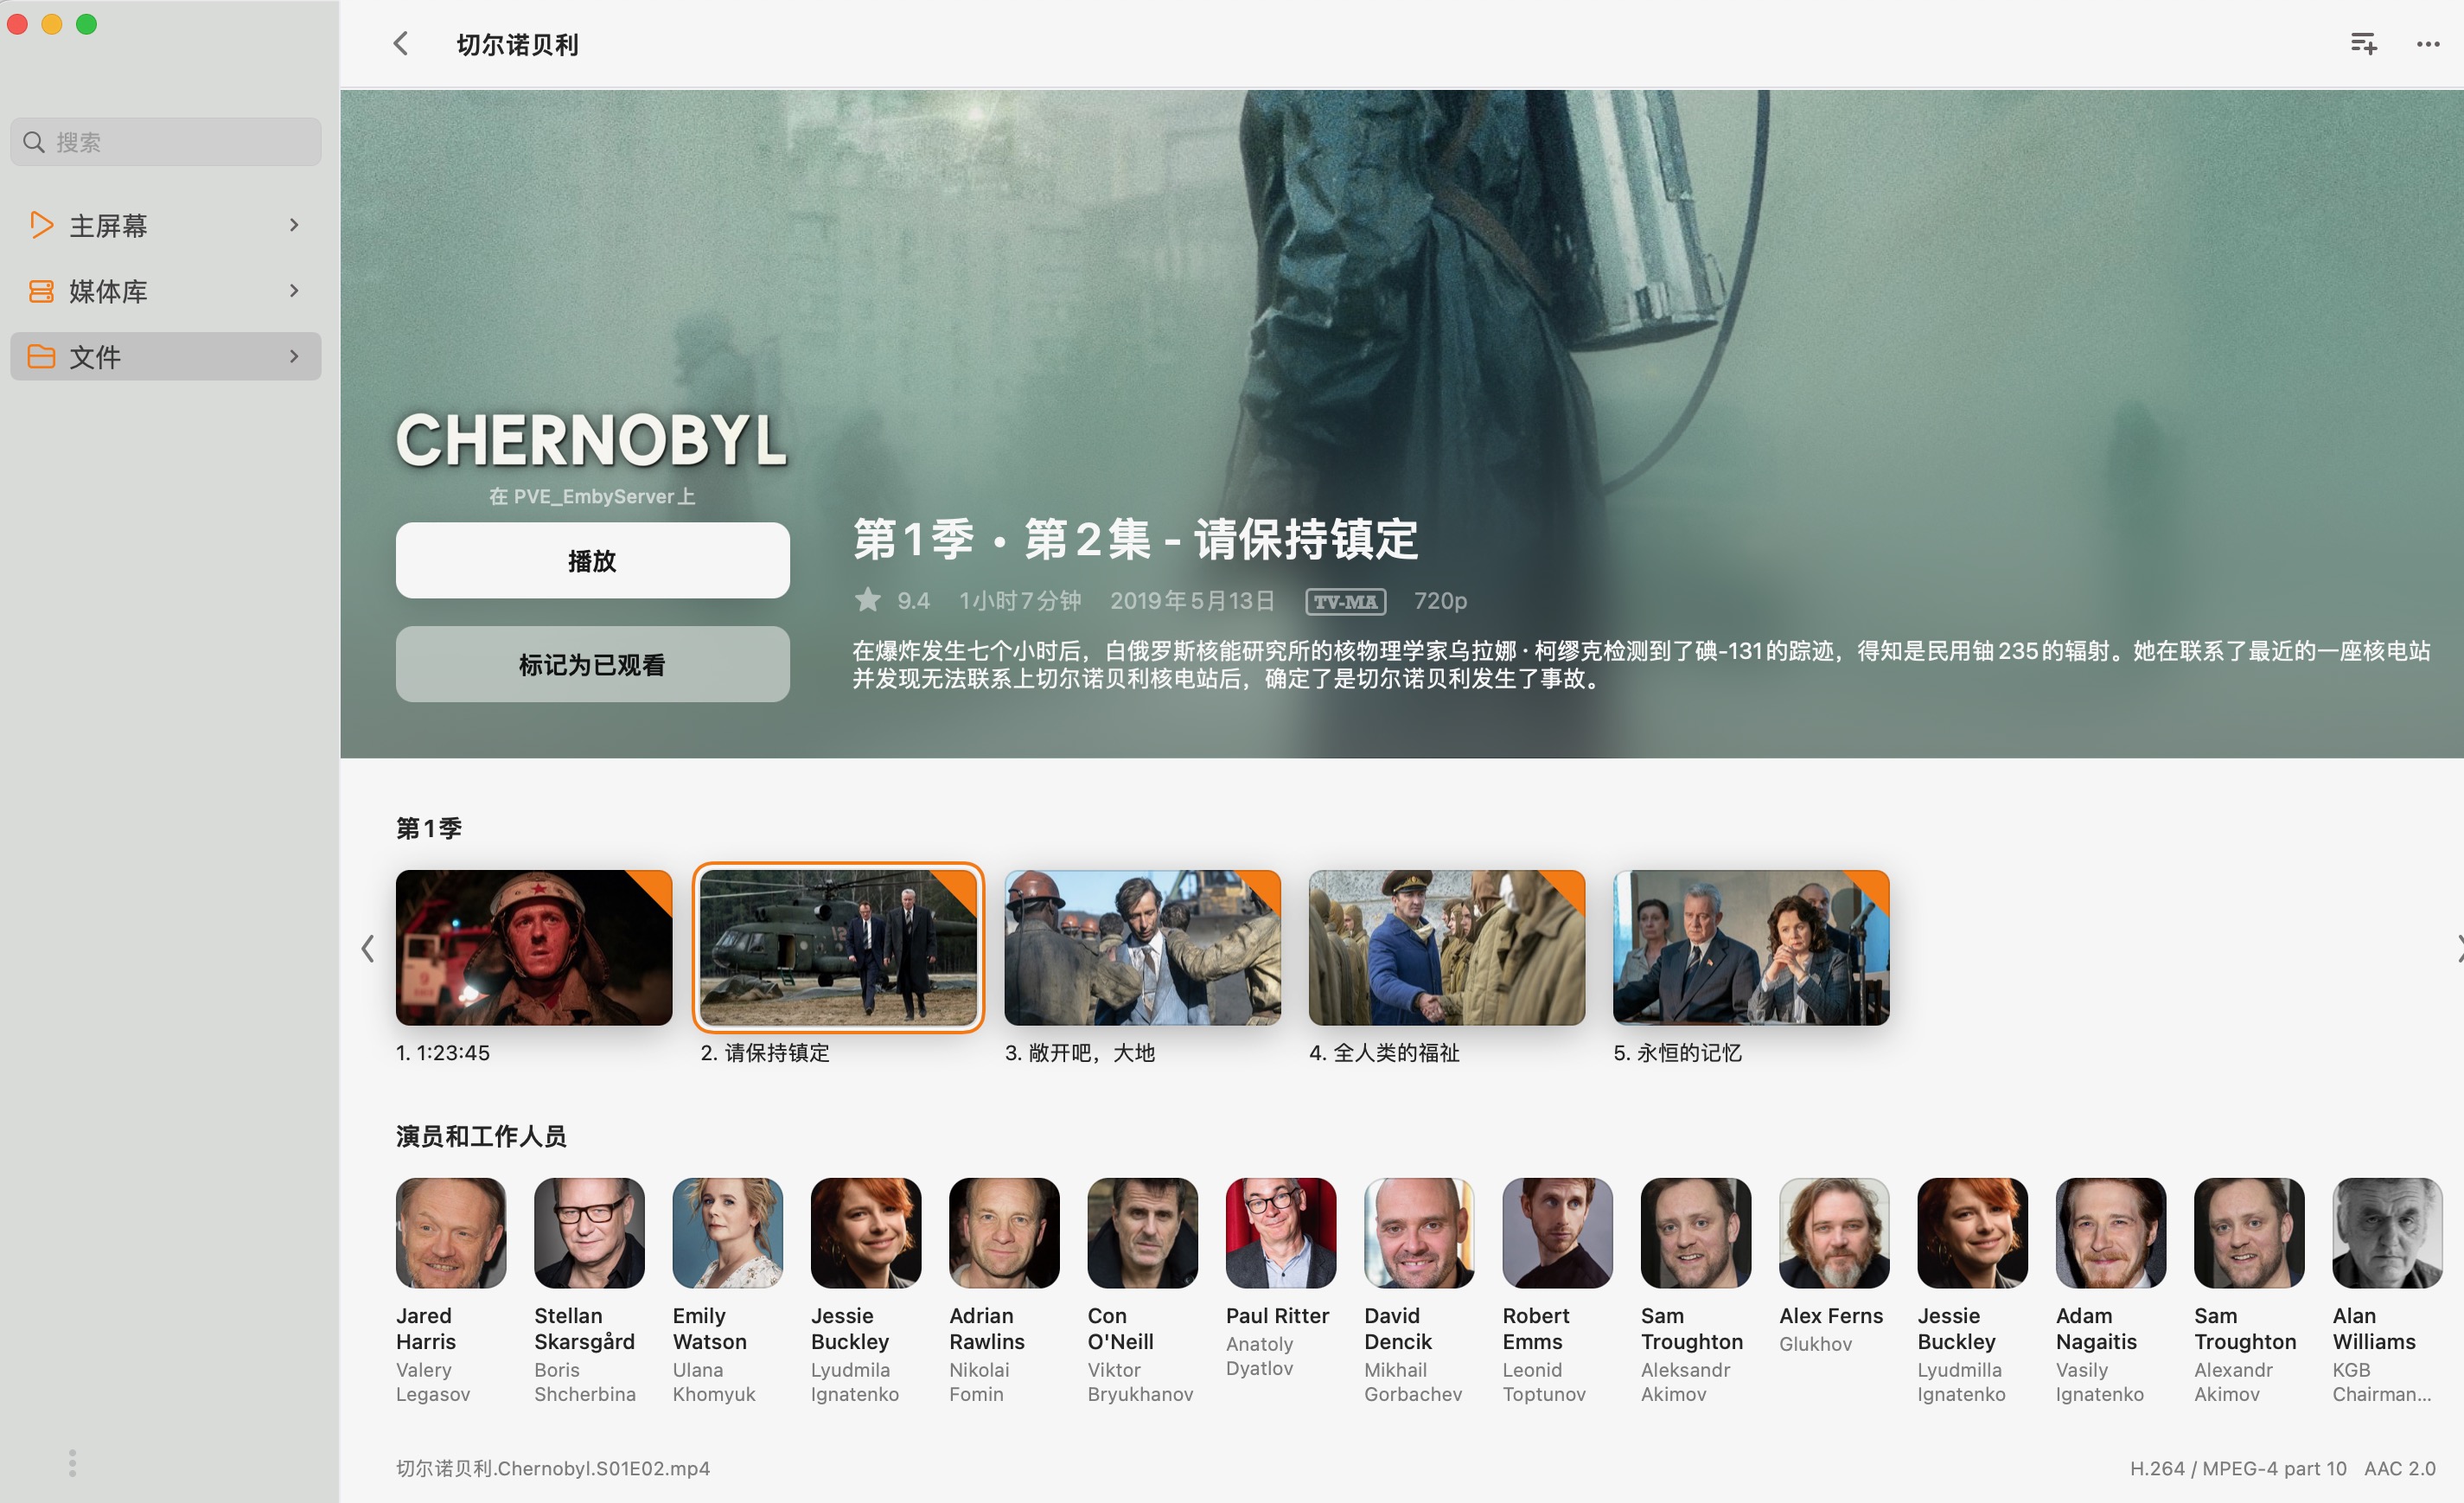 切尔诺贝利
搜索
主屏幕
媒体库
文件
CHERNOBYL
在 PVE_EmbyServer上
播放
标记为已观看
第1季 • 第2集 - 请保持镇定
9.4 1小时7分钟 2019年5月13日 TV-MA 720p
在爆炸发生七个小时后，白俄罗斯核能研究所的核物理学家乌拉娜·柯缪克检测到了碘-131的踪迹，得知是民用铀235的辐射。她在联系了最近的一座核电站
并发现无法联系上切尔诺贝利核电站后，确定了是切尔诺贝利发生了事故。
第1季
1. 1:23:45
2. 请保持镇定
3. 敞开吧，大地
4. 全人类的福祉
5. 永恒的记忆
演员和工作人员
Jared
Harris
Valery
Legasov
Stellan
Skarsgård
Boris
Shcherbina
Emily
Watson
Ulana
Khomyuk
Jessie
Buckley
Lyudmila
Ignatenko
Adrian
Rawlins
Nikolai
Fomin
Con
O'Neill
Viktor
Bryukhanov
Paul Ritter
Anatoly
Dyatlov
David
Dencik
Mikhail
Gorbachev
Robert
Emms
Leonid
Toptunov
Sam
Troughton
Aleksandr
Akimov
Alex Ferns
Glukhov
Jessie
Buckley
Lyudmilla
Ignatenko
Adam
Nagaitis
Vasily
Ignatenko
Sam
Troughton
Alexandr
Akimov
Alan
Williams
KGB
Chairman...
切尔诺贝利.Chernobyl.S01E02.mp4
H.264 / MPEG-4 part 10 AAC 2.0